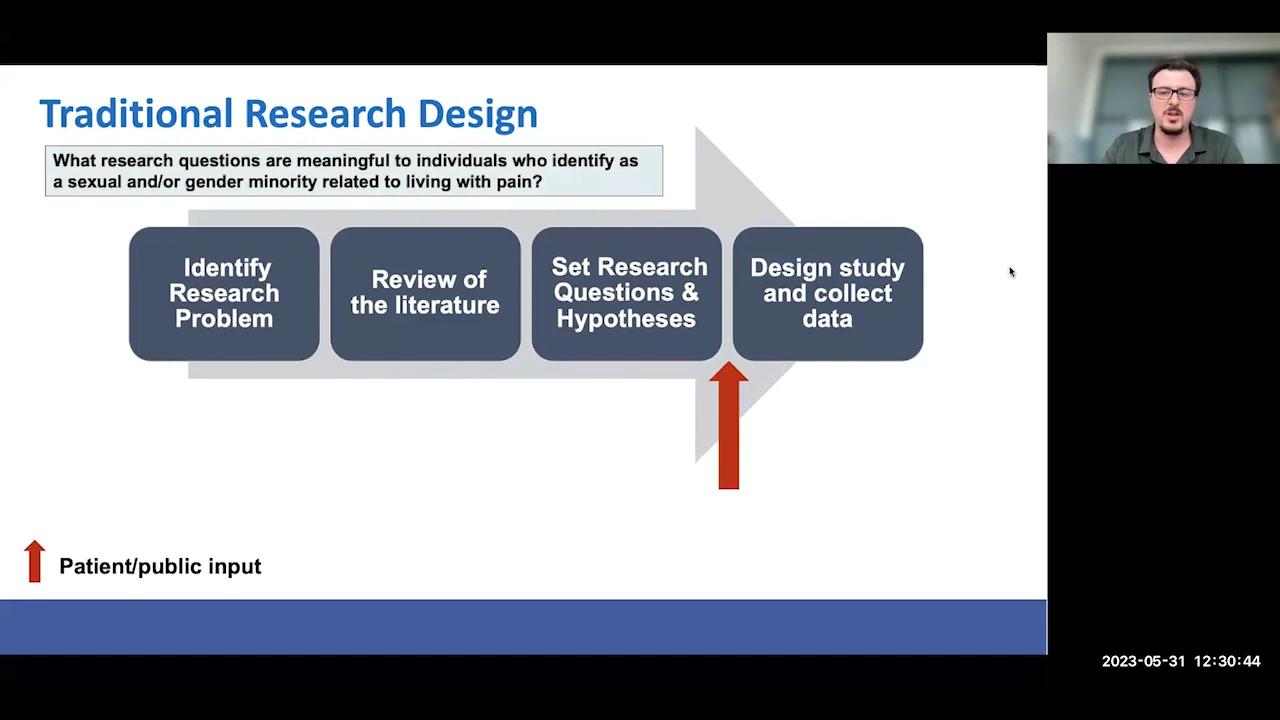 Traditional Research Design
What research questions are meaningful to individuals who identify as
a sexual and/or gender minority related to living with pain?
Identify
Research
Problem
Review of
the literature
Set Research
Questions &
Hypotheses
Design study
and collect
data
Patient/public input
2023-05-31 12:30:44